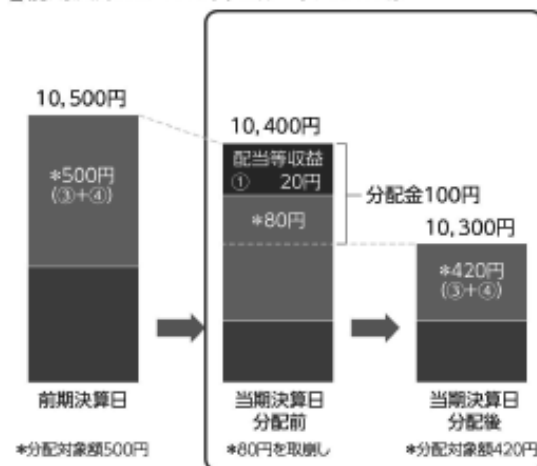 10,500円
*500円
(③+④)
10,400円
配当等収益
① 20円
*80円
分配金100円
10,300円
*420円
(③+④)
前期決算日
当期決算日
分配前
当期決算日
分配後
*分配対象額500円
*80円を取崩し
*分配対象額420円